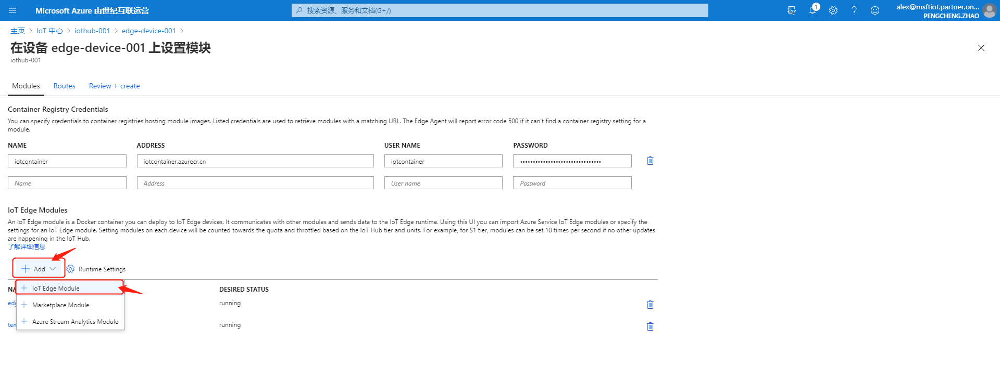 Microsoft Azure 由世纪互联运营
搜索资源、服务和文档(G+/)
1
alex@msftiot.partner.on...
PENGCHENG.ZHAO
主页 > IoT 中心 > iothub-001 > edge-device-001 >
在设备 edge-device-001 上设置模块
iothub-001
Modules Routes Review + create
Container Registry Credentials
You can specify credentials to container registries hosting module images. Listed credentials are used to retrieve modules with a matching URL. The Edge Agent will report error code 500 if it can't find a container registry setting for a
module.
NAME ADDRESS USER NAME PASSWORD
iotcontainer iotcontainer.azurecr.cn iotcontainer ••••••••••••••••••••••••••••••••
Name Address User name Password
IoT Edge Modules
An IoT Edge module is a Docker container you can deploy to IoT Edge devices. It communicates with other modules and sends data to the IoT Edge runtime. Using this UI you can import Azure Service IoT Edge modules or specify the
settings for an IoT Edge module. Setting modules on each device will be counted towards the quota and throttled based on the IoT Hub tier and units. For example, for S1 tier, modules can be set 10 times per second if no other updates
are happening in the IoT Hub.
了解详细信息
Add Runtime Settings
DESIRED STATUS
IoT Edge Module
running
Marketplace Module
Azure Stream Analytics Module
running